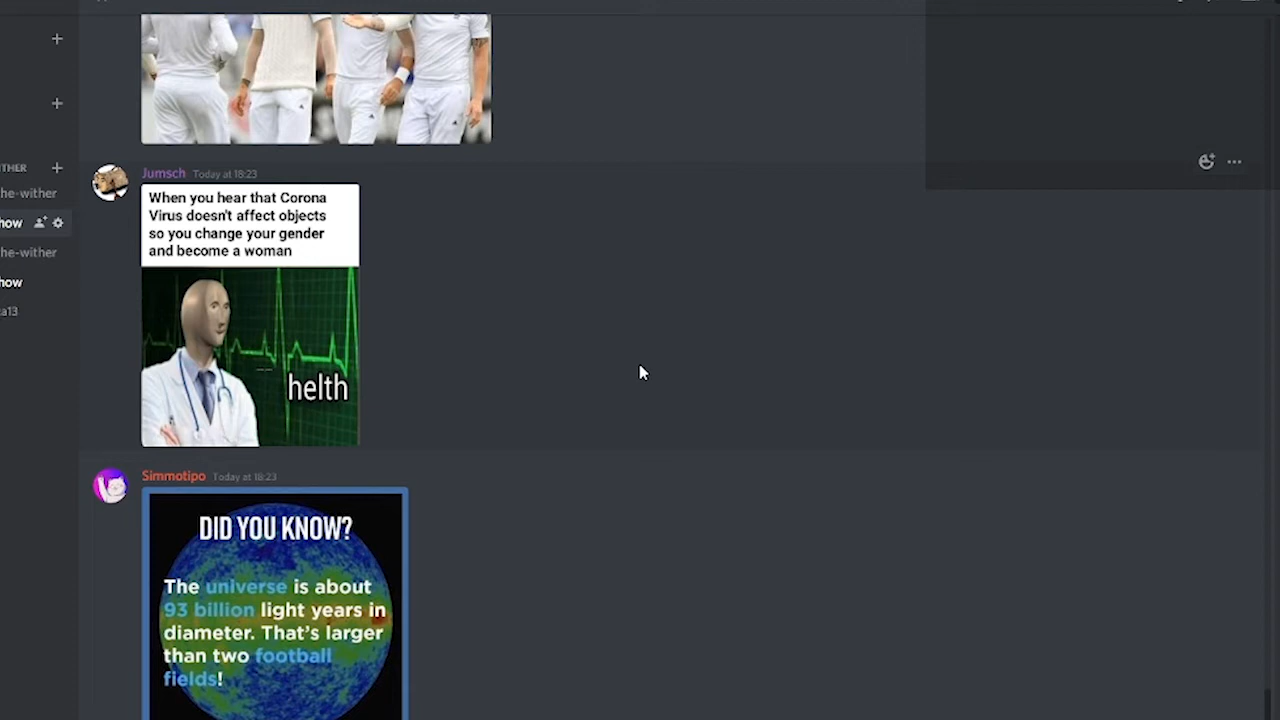 THER
he-wither
how
he-wither
how
a13
Jumsch Today at 18:23
When you hear that Corona
Virus doesn't affect objects
so you change your gender
and become a woman
helth
Simmotipo Today at 18:23
DID YOU KNOW?
The universe is about
93 billion light years in
diameter. That's larger
than two football
fields!